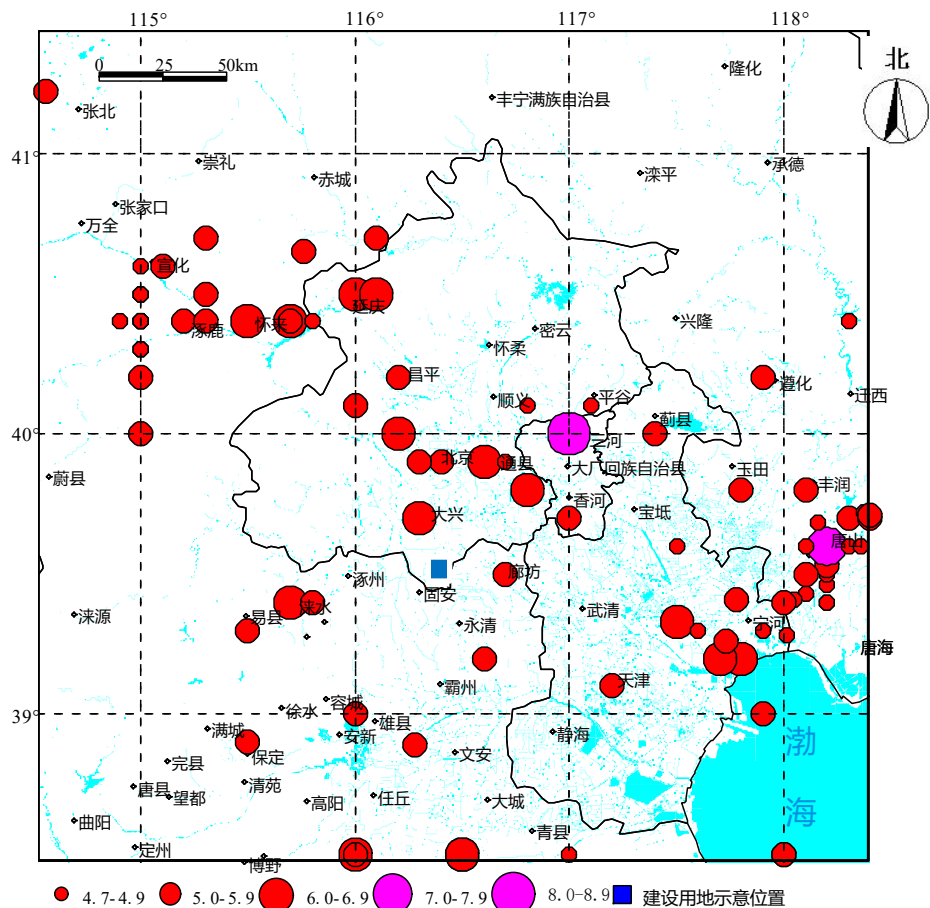 115° 116° 117° 118°
北
隆化
0 25 50km
丰宁满族自治县
张北
41°
崇礼
承德
赤城
滦平
张家口
万全
宣化
延庆
兴隆
怀来
涿鹿
密云
怀柔
昌平
遵化
平谷
迁西
顺义
蓟县
40°
三河
北京
通县
大厂回族自治县
玉田
蔚县
丰润
香河
大兴
宝坻
唐山
廊坊
涿州
固安
武清
涞源
易县
涞水
宁河
永清
唐海
天津
霸州
容城
徐水
39°
雄县
满城
安新
静海
渤
保定
文安
完县
清苑
唐县
望都
任丘
大城
高阳
海
曲阳
青县
定州
博野
4.7-4.9 5.0-5.9 6.0-6.9 7.0-7.9 8.0-8.9 建设用地示意位置